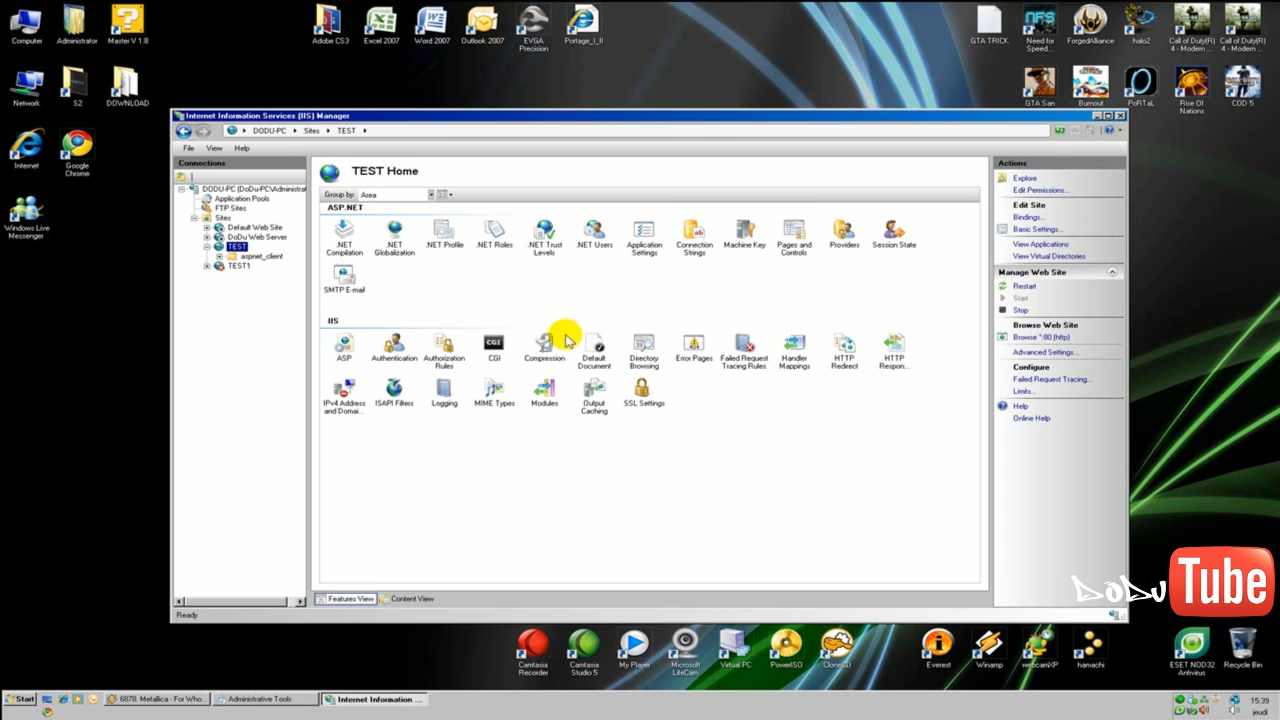 Computer
Administrator
Master V 1.8
Adobe CS3
Excel 2007
Word 2007
Outlook 2007
EVGA
Precision
Portage_I_II
GTA TRICK
Need for
Speed...
ForgedAlliance
halo2
Call of Duty(R)
4 - Modern ...
Call of Duty(R)
4 - Modern ...
Network
S2
DOWNLOAD
GTA San
Burnout
PoRTaL
Rise Of
Nations
COD 5
Internet
Google
Chrome
Windows Live
Messenger
Internet Information Services (IIS) Manager
DODU-PC
Sites
TEST
File
View
Help
Connections
DODU-PC (DoDu-PC\Administrat
Application Pools
FTP Sites
Sites
Default Web Site
DoDu Web Server
TEST
aspnet_client
TEST1
TEST Home
Group by:
Area
ASP.NET
.NET
Compilation
.NET
Globalization
.NET Profile
.NET Roles
.NET Trust
Levels
.NET Users
Application
Settings
Connection
Strings
Machine Key
Pages and
Controls
Providers
Session State
SMTP E-mail
IIS
ASP
Authentication
Authorization
Rules
CGI
CGI
Compression
Default
Document
Directory
Browsing
Error Pages
Failed Request
Tracing Rules
Handler
Mappings
HTTP
Redirect
HTTP
Respon...
IPv4 Address
and Domai...
ISAPI Filters
Logging
MIME Types
Modules
Output
Caching
SSL Settings
Actions
Explore
Edit Permissions...
Edit Site
Bindings...
Basic Settings...
View Applications
View Virtual Directories
Manage Web Site
Restart
Start
Stop
Browse Web Site
Browse *:80 (http)
Advanced Settings...
Configure
Failed Request Tracing...
Limits...
Help
Online Help
Features View
Content View
Ready
DoDu Tube
Camtasia
Recorder
Camtasia
Studio 5
My Player
Microsoft
LifeCam
Virtual PC
PowerISO
CloneCD
Everest
Winamp
webcamXP
hamachi
ESET NOD32
Antivirus
Recycle Bin
Start
6878. Metallica - For Who...
Administrative Tools
Internet Information ...
15:39
jeudi